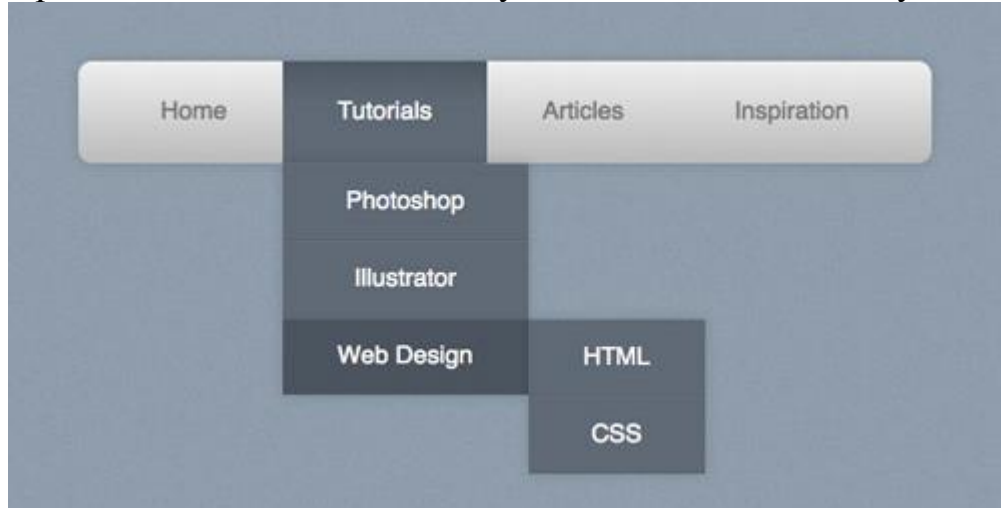 Home Tutorials Articles Inspiration
Photoshop
Illustrator
Web Design HTML
CSS